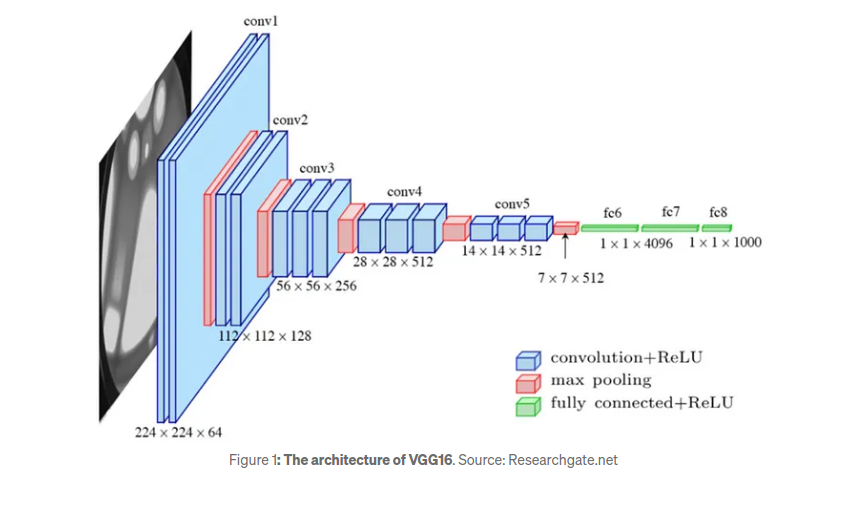 conv1
conv2
conv3
conv4
conv5
fc6
fc7
fc8
1 × 1 × 4096
1 × 1 × 1000
14 × 14 × 512
28 × 28 × 512
7 × 7 × 512
56 × 56 × 256
112 × 112 × 128
224 × 224 × 64
convolution+ReLU
max pooling
fully connected+ReLU
Figure 1: The architecture of VGG16. Source: Researchgate.net